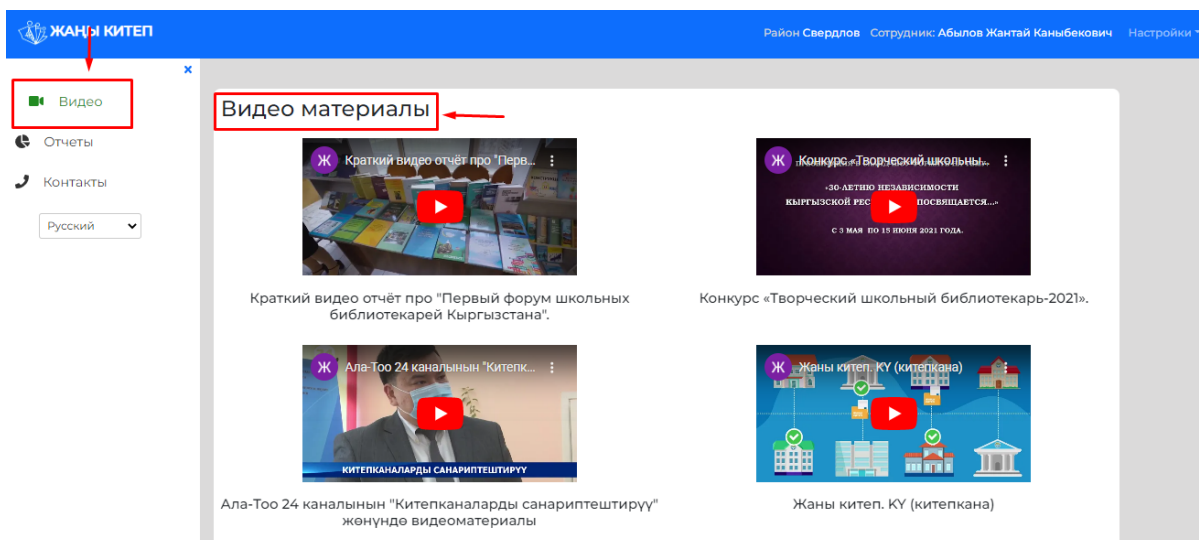 ЖАҢЫ КИТЕП
Район Свердлов Сотрудник: Абылов Жантай Каныбекович Настройки
×
Видео
Отчеты
Контакты
Русский
Видео материалы
Ж Краткий видео отчёт про "Перв...
Ж Конкурс «Творческий школьны...
«30-ЛЕТИЮ НЕЗАВИСИМОСТИ
КЫРГЫЗСКОЙ РЕС ПОСВЯЩАЕТСЯ...»
С 3 МАЯ ПО 15 ИЮНЯ 2021 ГОДА.
Краткий видео отчёт про "Первый форум школьных
библиотекарей Кыргызстана".
Конкурс «Творческий школьный библиотекарь-2021».
Ж Ала-Тоо 24 каналынын "Китепк...
КИТЕПКАНАЛАРДЫ САНАРИПТЕШТИРҮҮ
Ж Жаны китеп. KY (китепкана)
Ала-Тоо 24 каналынын "Китепканаларды санариптештирүү"
жөнүндө видеоматериалы
Жаны китеп. KY (китепкана)